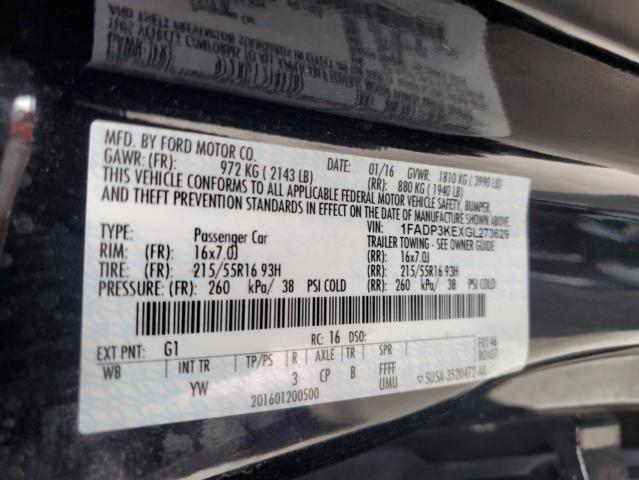 MFD. BY FORD MOTOR CO.
DATE: 01/16 GVWR: 1810 KG ( 3990 LB)
GAWR: (FR): 972 KG ( 2143 LB) (RR): 880 KG ( 1940 LB)
THIS VEHICLE CONFORMS TO ALL APPLICABLE FEDERAL MOTOR VEHICLE SAFETY, BUMPER,
AND THEFT PREVENTION STANDARDS IN EFFECT ON THE DATE OF MANUFACTURE SHOWN ABOVE.
VIN: 1FADP3KEXGL273629
TYPE: Passenger Car TRAILER TOWING - SEE OWNER GUIDE
RIM: (FR): 16x7.0J (RR): 16x7.0J
TIRE: (FR): 215/55R16 93H (RR): 215/55R16 93H
PRESSURE: (FR): 260 kPa/ 38 PSI COLD (RR): 260 kPa/ 38 PSI COLD
EXT PNT: G1 RC: 16 DSO: F0146
R0107
WB INT TR TP/PS R AXLE TR SPR
YW 3 CP B FFFF
UMU
201601200500
5U5A-3520472-AA